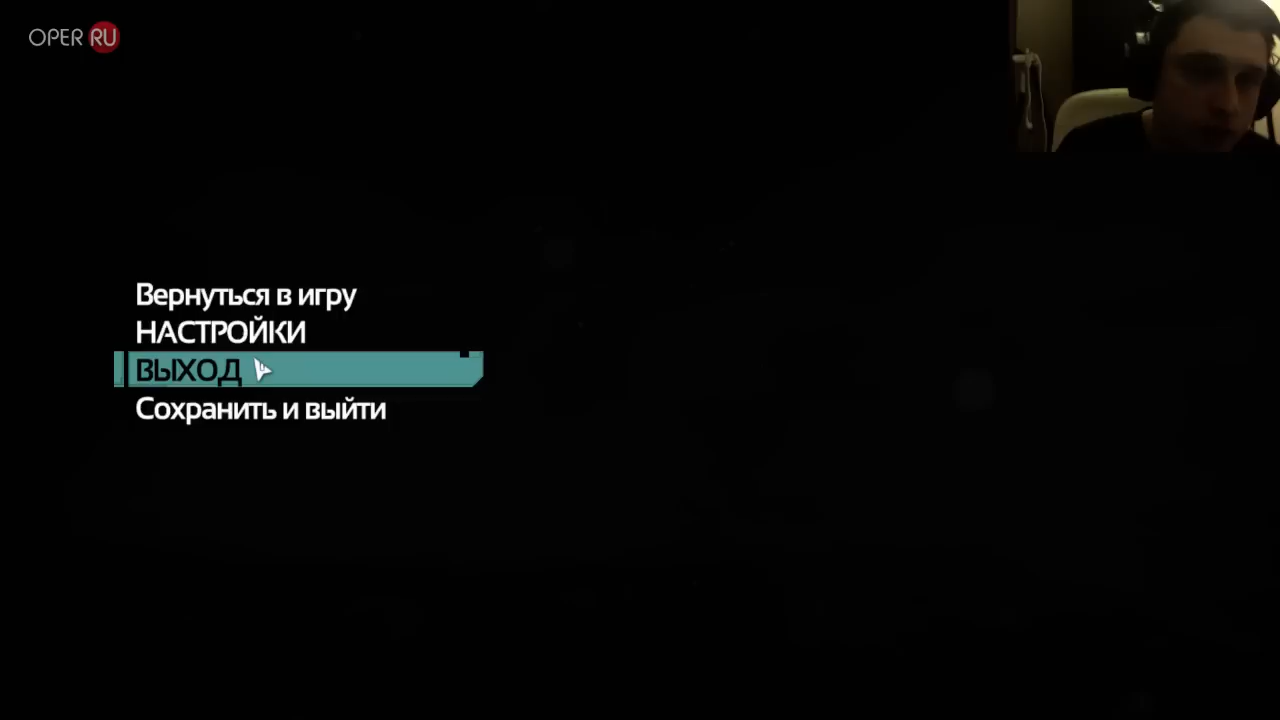 OPER RU
Вернуться в игру
НАСТРОЙКИ
ВЫХОД
Сохранить и выйти